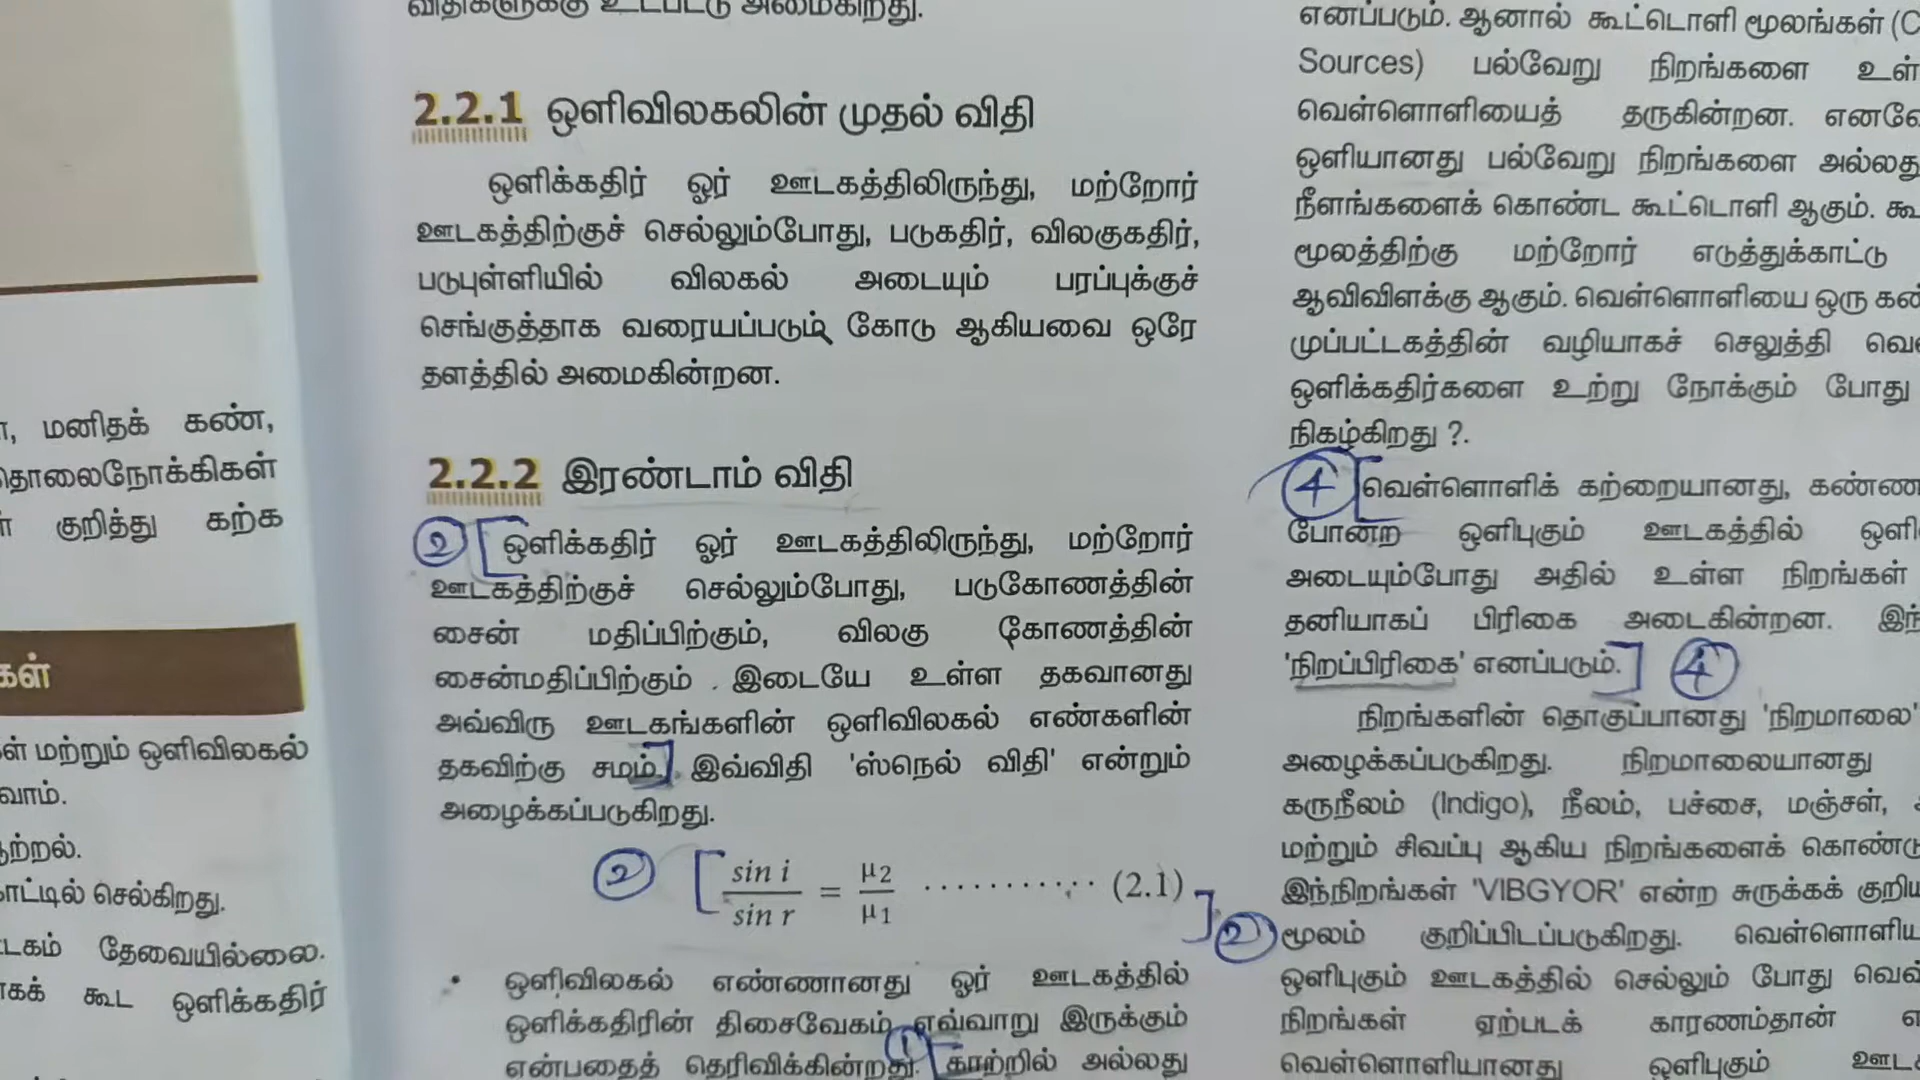 விதிகளுக்கு உட்பட்டு அமைகிறது.
2.2.1 ஒளிவிலகலின் முதல் விதி
ஒளிக்கதிர் ஓர் ஊடகத்திலிருந்து, மற்றோர்
ஊடகத்திற்குச் செல்லும்போது, படுகதிர், விலகுகதிர்,
படுபுள்ளியில் விலகல் அடையும் பரப்புக்குச்
செங்குத்தாக வரையப்படும் கோடு ஆகியவை ஒரே
தளத்தில் அமைகின்றன.
2.2.2 இரண்டாம் விதி
2 [ஒளிக்கதிர் ஓர் ஊடகத்திலிருந்து, மற்றோர்
ஊடகத்திற்குச் செல்லும்போது, படுகோணத்தின்
சைன் மதிப்பிற்கும், விலகு கோணத்தின்
சைன்மதிப்பிற்கும் இடையே உள்ள தகவானது
அவ்விரு ஊடகங்களின் ஒளிவிலகல் எண்களின்
தகவிற்கு சமம்]. இவ்விதி 'ஸ்நெல் விதி' என்றும்
அழைக்கப்படுகிறது.
2 [sin i / sin r = μ2 / μ1 ........... (2.1)] 2
• ஒளிவிலகல் எண்ணானது ஓர் ஊடகத்தில்
ஒளிக்கதிரின் திசைவேகம் எவ்வாறு இருக்கும்
என்பதைத் தெரிவிக்கின்றது. 1 [காற்றில் அல்லது
எனப்படும். ஆனால் கூட்டொளி மூலங்கள் (C
Sources) பல்வேறு நிறங்களை உள்
வெள்ளொளியைத் தருகின்றன. எனவே
ஒளியானது பல்வேறு நிறங்களை அல்லது
நீளங்களைக் கொண்ட கூட்டொளி ஆகும். கூ
மூலத்திற்கு மற்றோர் எடுத்துக்காட்டு
ஆவிவிளக்கு ஆகும். வெள்ளொளியை ஒரு கண்
முப்பட்டகத்தின் வழியாகச் செலுத்தி வெ
ஒளிக்கதிர்களை உற்று நோக்கும் போது
நிகழ்கிறது ?.
4 [வெள்ளொளிக் கற்றையானது, கண்ண
போன்ற ஒளிபுகும் ஊடகத்தில் ஒளி
அடையும்போது அதில் உள்ள நிறங்கள்
தனியாகப் பிரிகை அடைகின்றன. இந்
'நிறப்பிரிகை' எனப்படும்.] 4
நிறங்களின் தொகுப்பானது 'நிறமாலை'
அழைக்கப்படுகிறது. நிறமாலையானது
கருநீலம் (Indigo), நீலம், பச்சை, மஞ்சள்,
மற்றும் சிவப்பு ஆகிய நிறங்களைக் கொண்டு
இந்நிறங்கள் 'VIBGYOR' என்ற சுருக்கக் குறிய
மூலம் குறிப்பிடப்படுகிறது. வெள்ளொளிய
ஒளிபுகும் ஊடகத்தில் செல்லும் போது வெவ்
நிறங்கள் ஏற்படக் காரணம்தான் எ
வெள்ளொளியானது ஒளிபுகும் ஊடக
மனிதக் கண்,
தொலைநோக்கிகள்
குறித்து கற்க
கள்
ள் மற்றும் ஒளிவிலகல்
வாம்.
ஆற்றல்.
கோட்டில் செல்கிறது.
டகம் தேவையில்லை.
ாகக் கூட ஒளிக்கதிர்